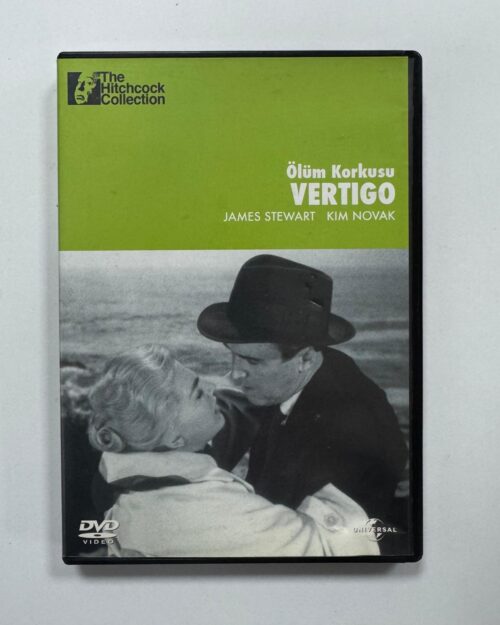 The
Hitchcock
Collection
Ölüm Korkusu
VERTIGO
JAMES STEWART KIM NOVAK
DVD
VIDEO
UNIVERSAL